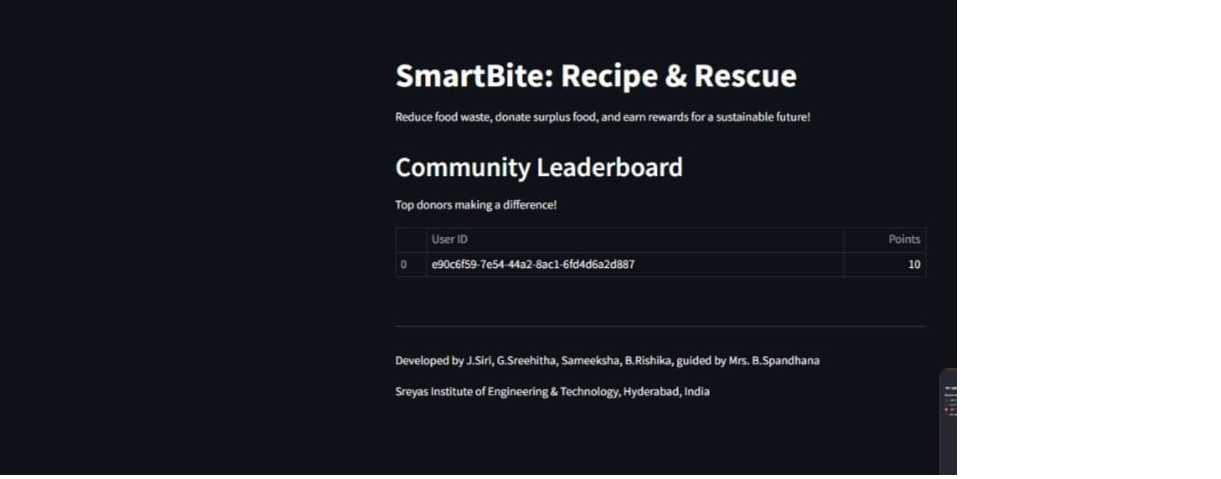 SmartBite: Recipe & Rescue
Reduce food waste, donate surplus food, and earn rewards for a sustainable future!
Community Leaderboard
Top donors making a difference!
User ID Points
0 e90c6f59-7e54-44a2-8ac1-6fd4d6a2d887 10
Developed by J.Siri, G.Sreehitha, Sameeksha, B.Rishika, guided by Mrs. B.Spandhana
Sreyas Institute of Engineering & Technology, Hyderabad, India